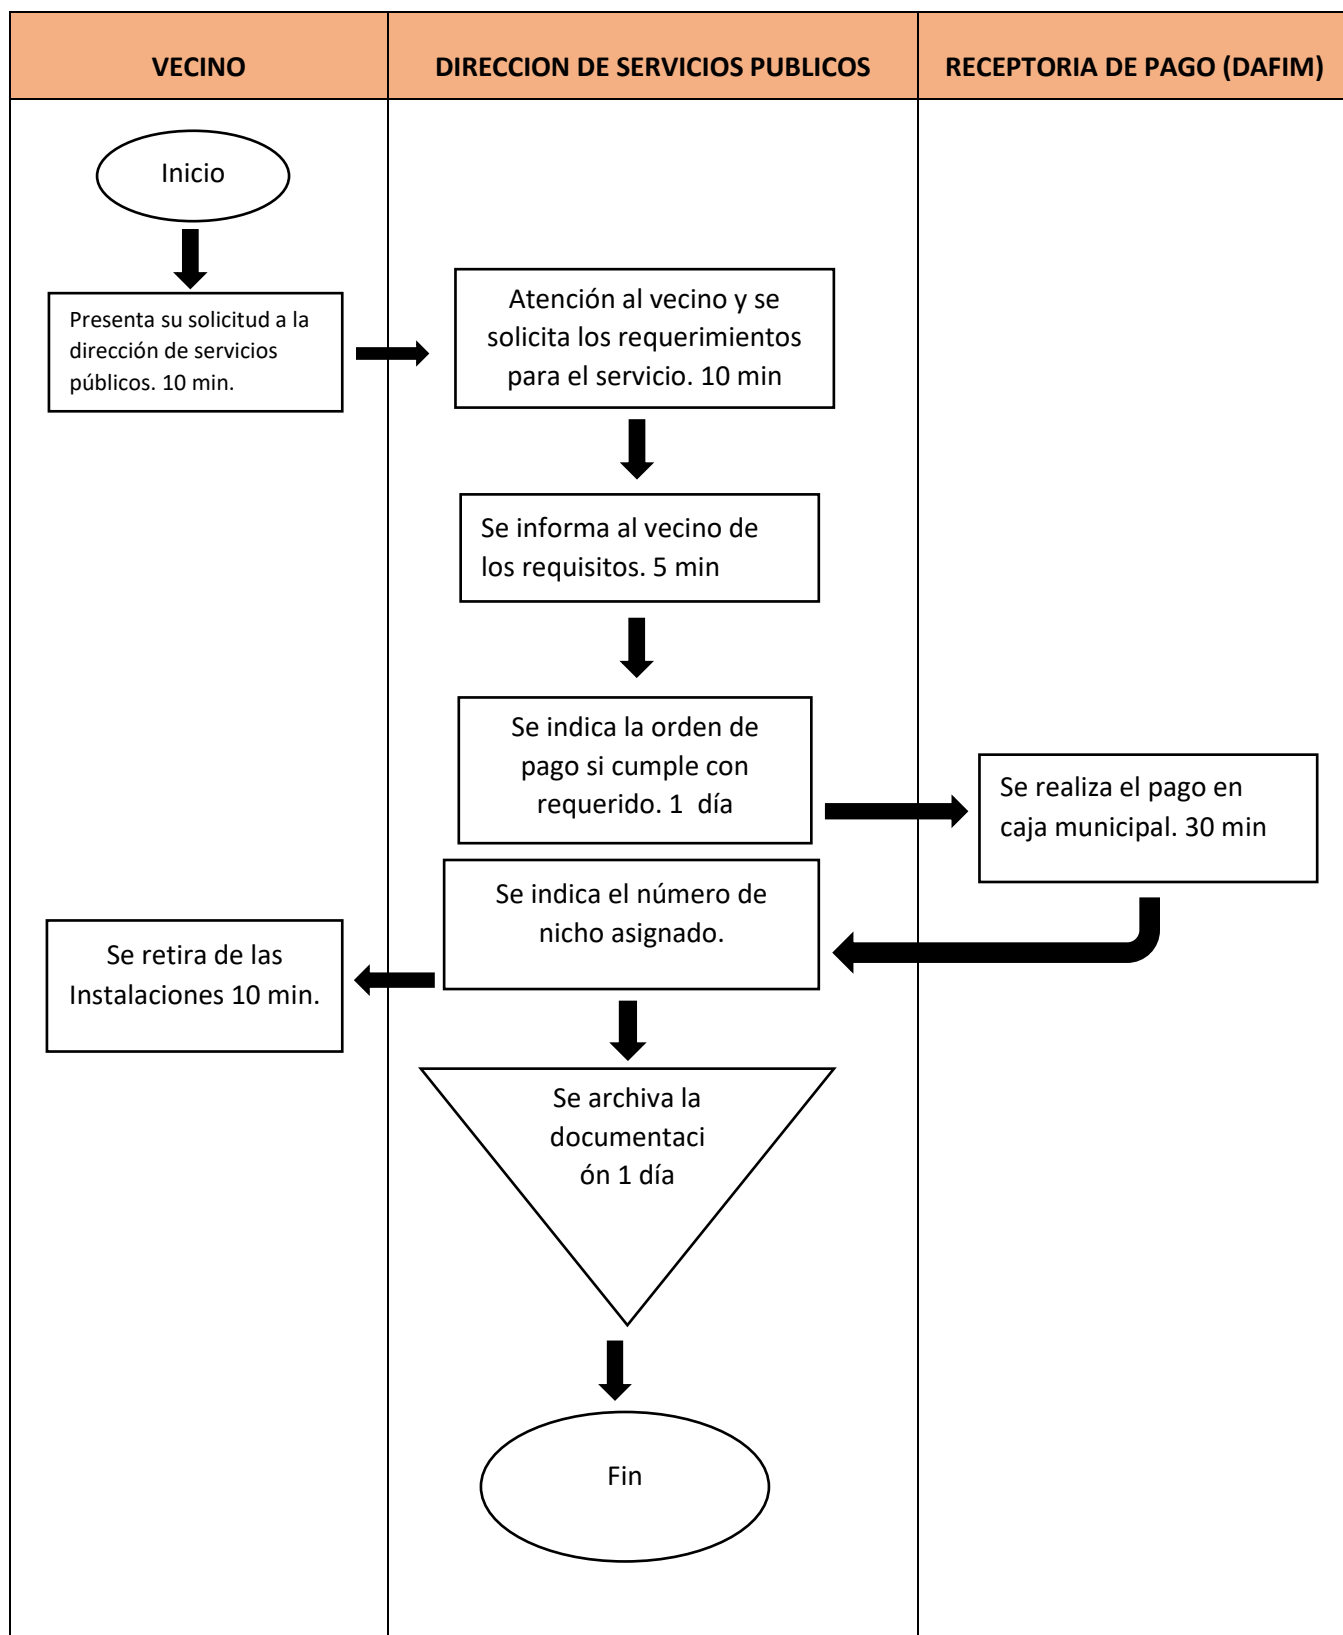 VECINO
DIRECCION DE SERVICIOS PUBLICOS
RECEPTORIA DE PAGO (DAFIM)
Inicio
Presenta su solicitud a la
dirección de servicios
públicos. 10 min.
Atención al vecino y se
solicita los requerimientos
para el servicio. 10 min
Se informa al vecino de
los requisitos. 5 min
Se indica la orden de
pago si cumple con
requerido. 1  día
Se realiza el pago en
caja municipal. 30 min
Se indica el número de
nicho asignado.
Se retira de las
Instalaciones 10 min.
Se archiva la
documentaci
ón 1 día
Fin